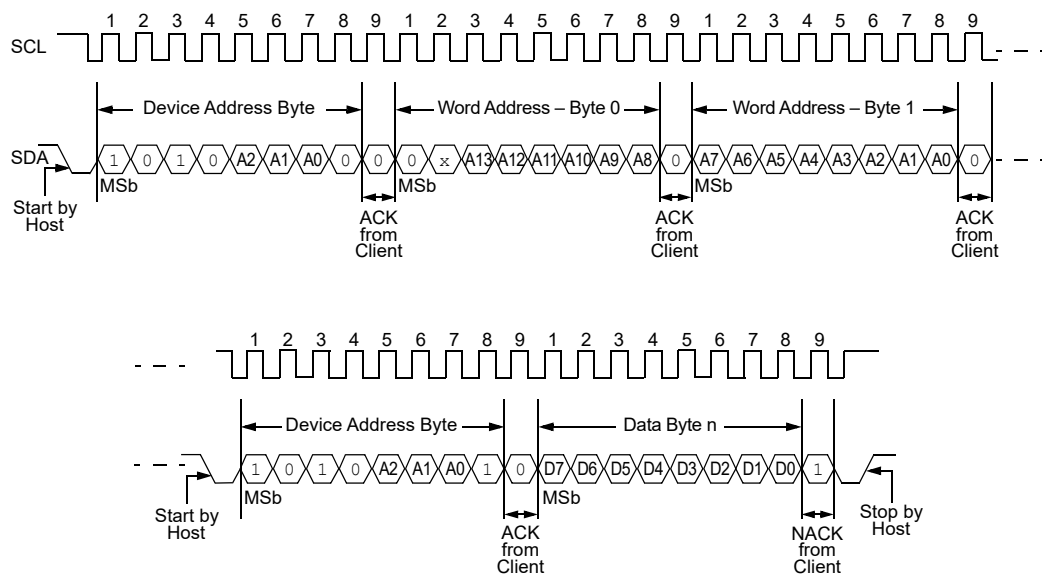 1 2 3 4 5 6 7 8 9 1 2 3 4 5 6 7 8 9 1 2 3 4 5 6 7 8 9
SCL
Device Address Byte
Word Address – Byte 0
Word Address – Byte 1
SDA
1 0 1 0 A2 A1 A0 0 0 0 x A13 A12 A11 A10 A9 A8 0 A7 A6 A5 A4 A3 A2 A1 A0 0
MSb
MSb
MSb
Start by
Host
ACK
from
Client
ACK
from
Client
ACK
from
Client
1 2 3 4 5 6 7 8 9 1 2 3 4 5 6 7 8 9
Device Address Byte
Data Byte n
1 0 1 0 A2 A1 A0 1 0 D7 D6 D5 D4 D3 D2 D1 D0 1
MSb
MSb
Start by
Host
ACK
from
Client
NACK
from
Client
Stop by
Host